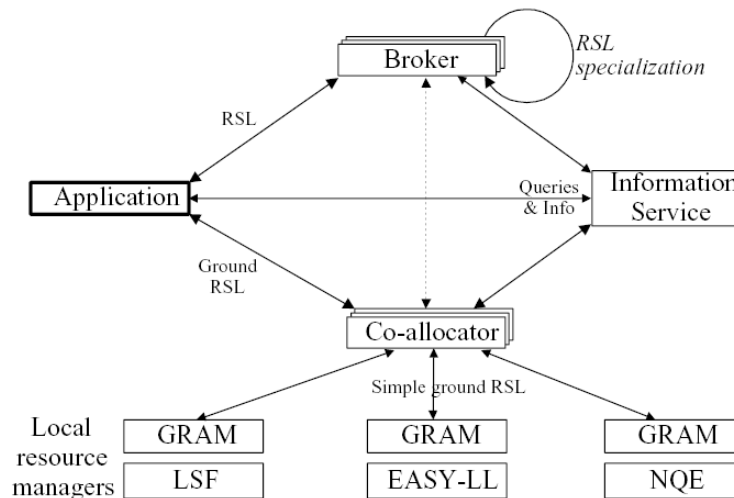 Broker
RSL
specialization
RSL
Application
Queries
& Info
Information
Service
Ground
RSL
Co-allocator
Simple ground RSL
Local
resource
managers
GRAM
GRAM
GRAM
LSF
EASY-LL
NQE